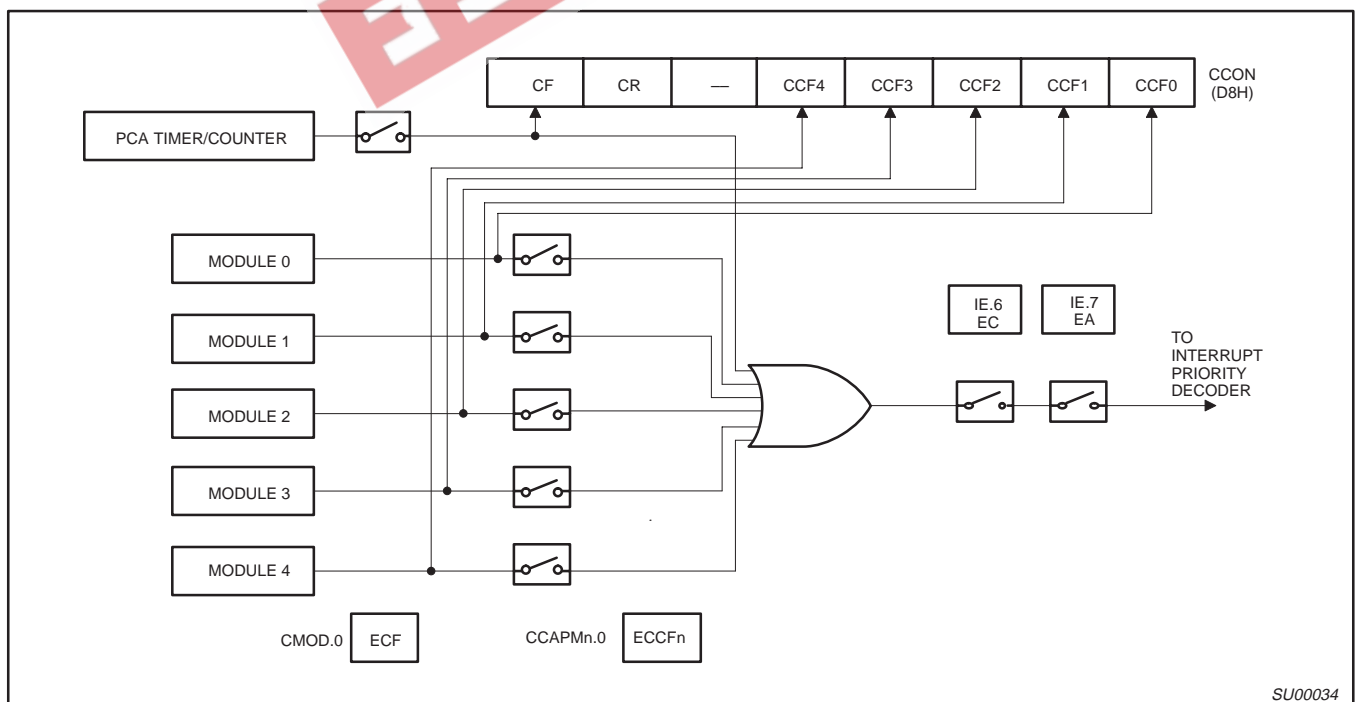 CF CR — CCF4 CCF3 CCF2 CCF1 CCF0
CCON
(D8H)
PCA TIMER/COUNTER
MODULE 0
MODULE 1
MODULE 2
MODULE 3
MODULE 4
IE.6
EC
IE.7
EA
TO
INTERRUPT
PRIORITY
DECODER
CMOD.0 ECF
CCAPMn.0 ECCFn
SU00034